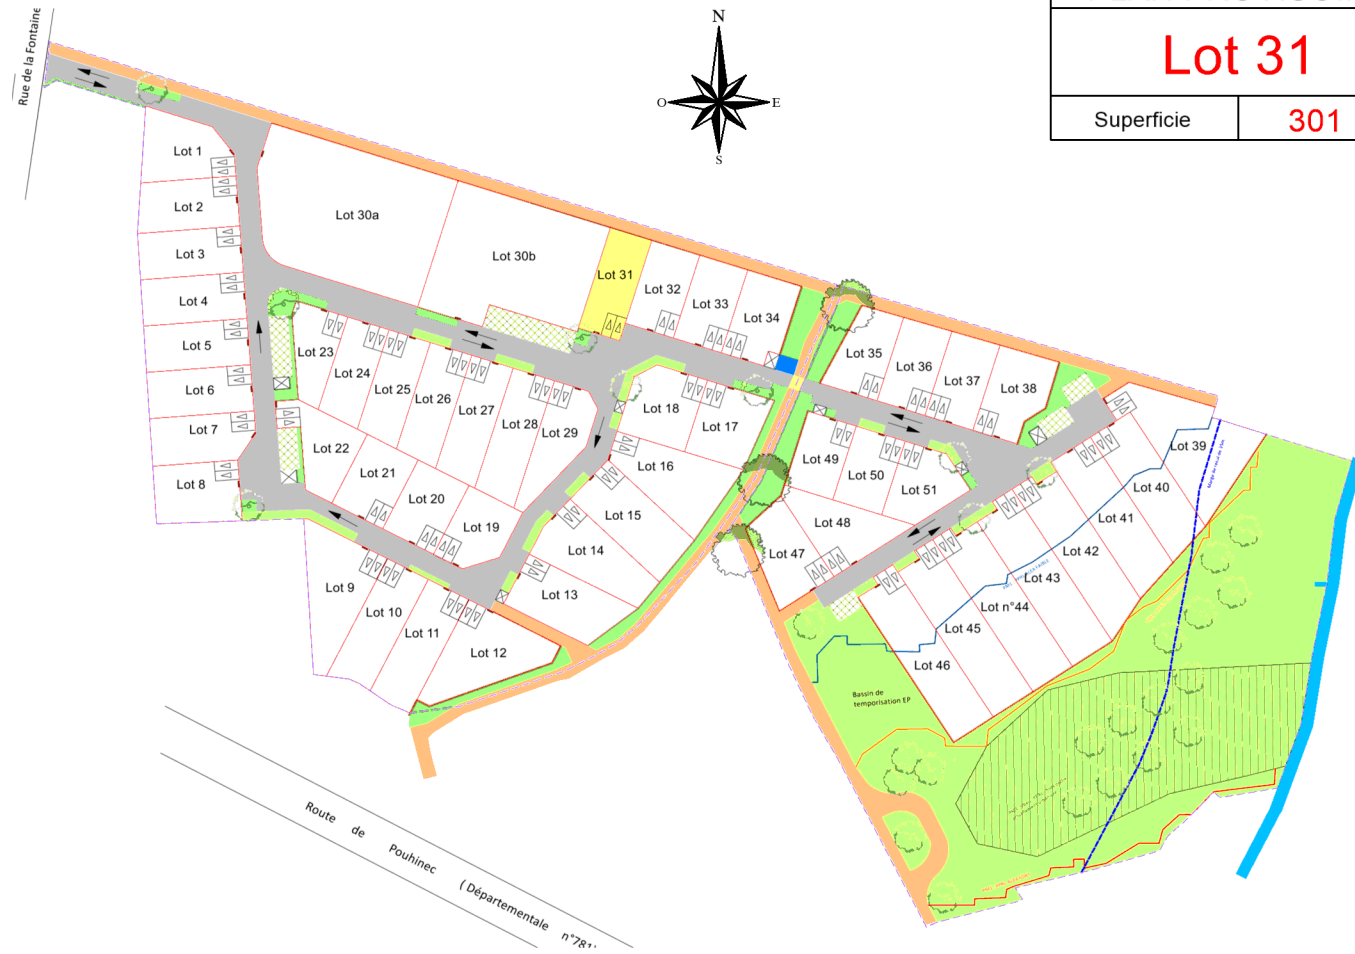 Rue de la Fontaine
N
O
E
S
Lot 31
Superficie
301
Lot 1
Lot 2
Lot 3
Lot 4
Lot 5
Lot 6
Lot 7
Lot 8
Lot 30a
Lot 30b
Lot 31
Lot 32
Lot 33
Lot 34
Lot 35
Lot 36
Lot 37
Lot 38
Lot 39
Lot 40
Lot 41
Lot 42
Lot 43
Lot n°44
Lot 45
Lot 46
Lot 23
Lot 24
Lot 25
Lot 26
Lot 27
Lot 28
Lot 29
Lot 18
Lot 17
Lot 16
Lot 15
Lot 14
Lot 13
Lot 22
Lot 21
Lot 20
Lot 19
Lot 49
Lot 50
Lot 51
Lot 48
Lot 47
Lot 9
Lot 10
Lot 11
Lot 12
Bassin de
temporisation EP
Route de Pouhinec (Départementale n°781